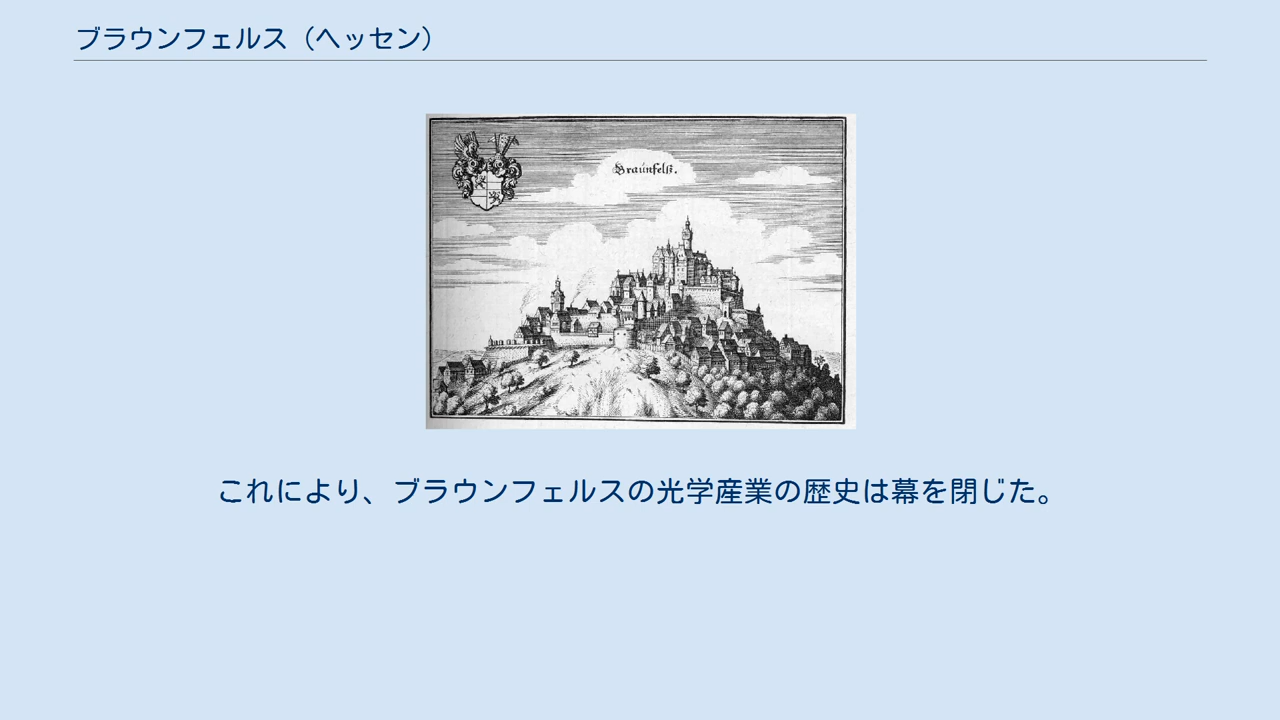 ブラウンフェルス（ヘッセン）
Braünfelß.
これにより、ブラウンフェルスの光学産業の歴史は幕を閉じた。